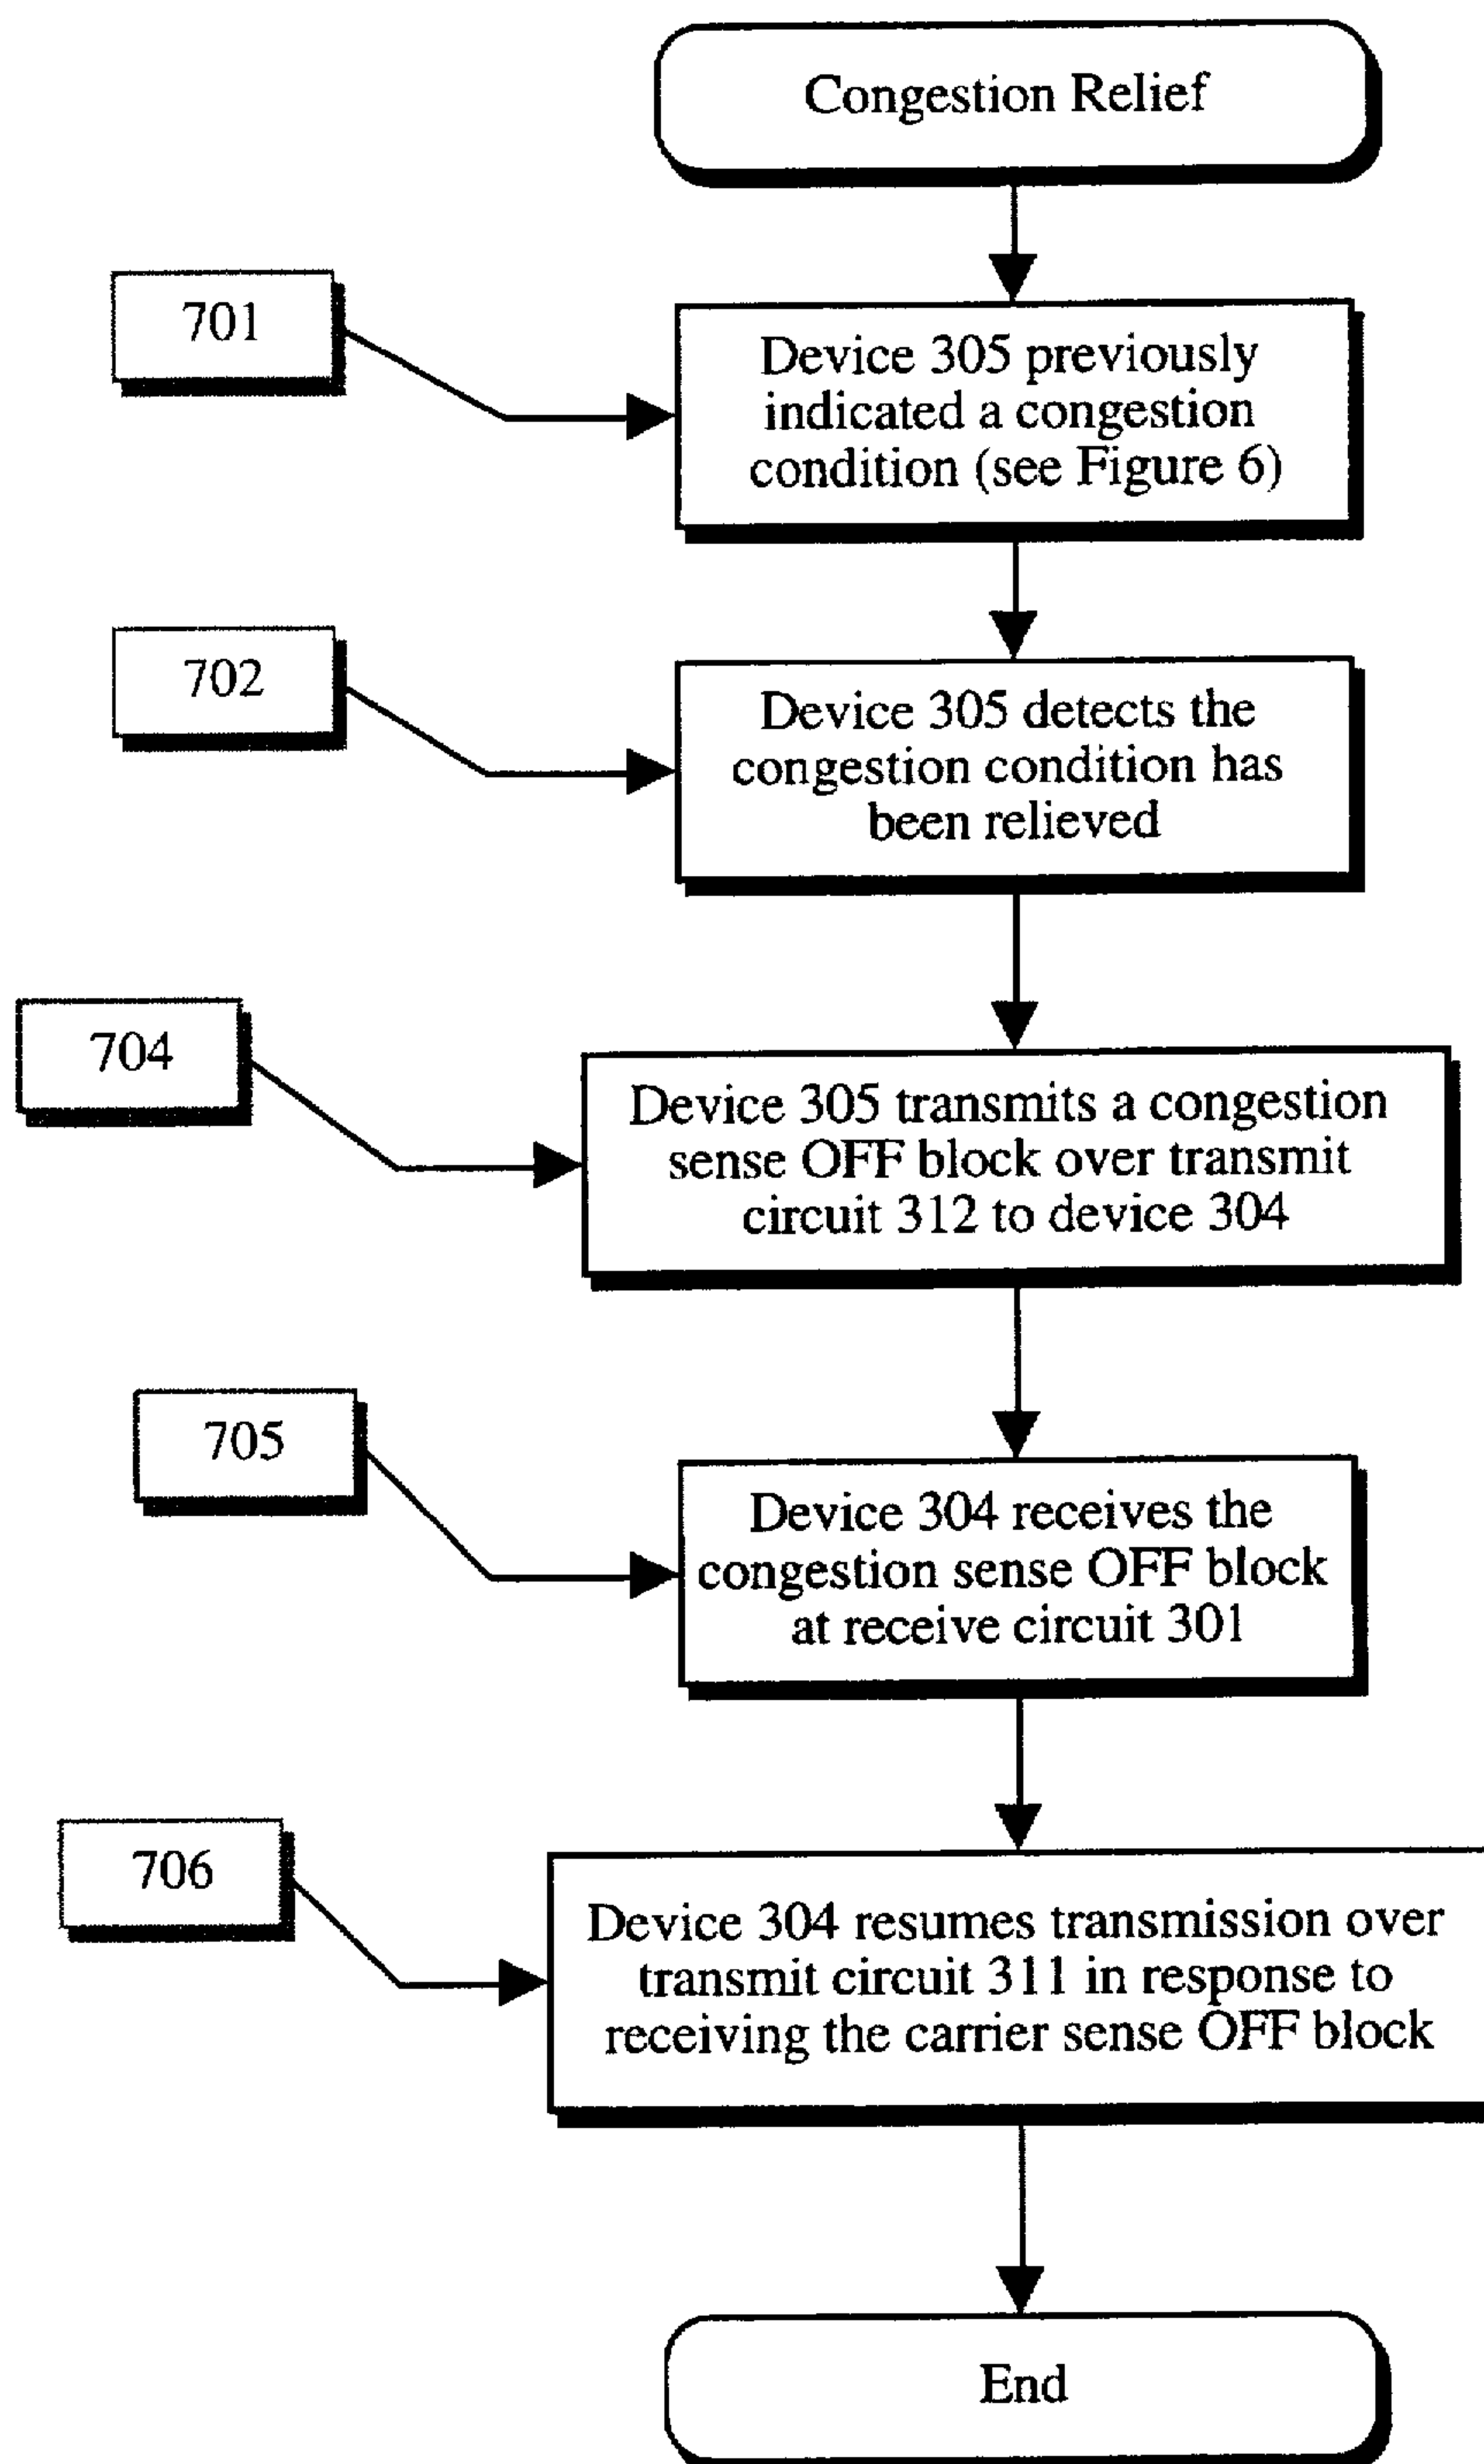 Congestion Relief
701
Device 305 previously
indicated a congestion
condition (see Figure 6)
702
Device 305 detects the
congestion condition has
been relieved
704
Device 305 transmits a congestion
sense OFF block over transmit
circuit 312 to device 304
705
Device 304 receives the
congestion sense OFF block
at receive circuit 301
706
Device 304 resumes transmission over
transmit circuit 311 in response to
receiving the carrier sense OFF block
End